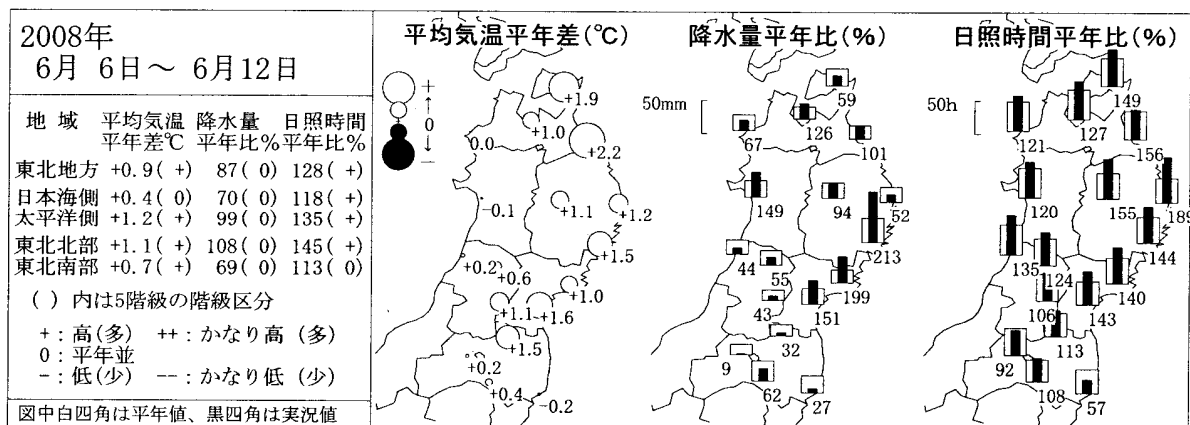 2008年
6月 6日～ 6月12日
地 域 平均気温 降水量 日照時間
平年差℃ 平年比% 平年比%
東北地方 +0.9( +) 87( 0) 128( +)
日本海側 +0.4( 0) 70( 0) 118( +)
太平洋側 +1.2( +) 99( 0) 135( +)
東北北部 +1.1( +) 108( 0) 145( +)
東北南部 +0.7( +) 69( 0) 113( 0)
( ) 内は5階級の階級区分
+ : 高(多) ++ : かなり高 (多)
0 : 平年並
- : 低(少) -- : かなり低 (少)
図中白四角は平年値、黒四角は実況値
平均気温平年差(℃)
+
↑
0
↓
-
+1.9
+1.0
0.0
+2.2
+1.1
+1.2
-0.1
+1.5
+0.2
+0.6
+1.0
+1.1
+1.6
+1.5
+0.2
+0.4
-0.2
降水量平年比(%)
50mm
59
126
67
101
149
94
52
213
44
55
199
43
151
32
9
62
27
日照時間平年比(%)
50h
149
127
121
156
120
155
189
144
135
124
140
106
143
113
92
108
57